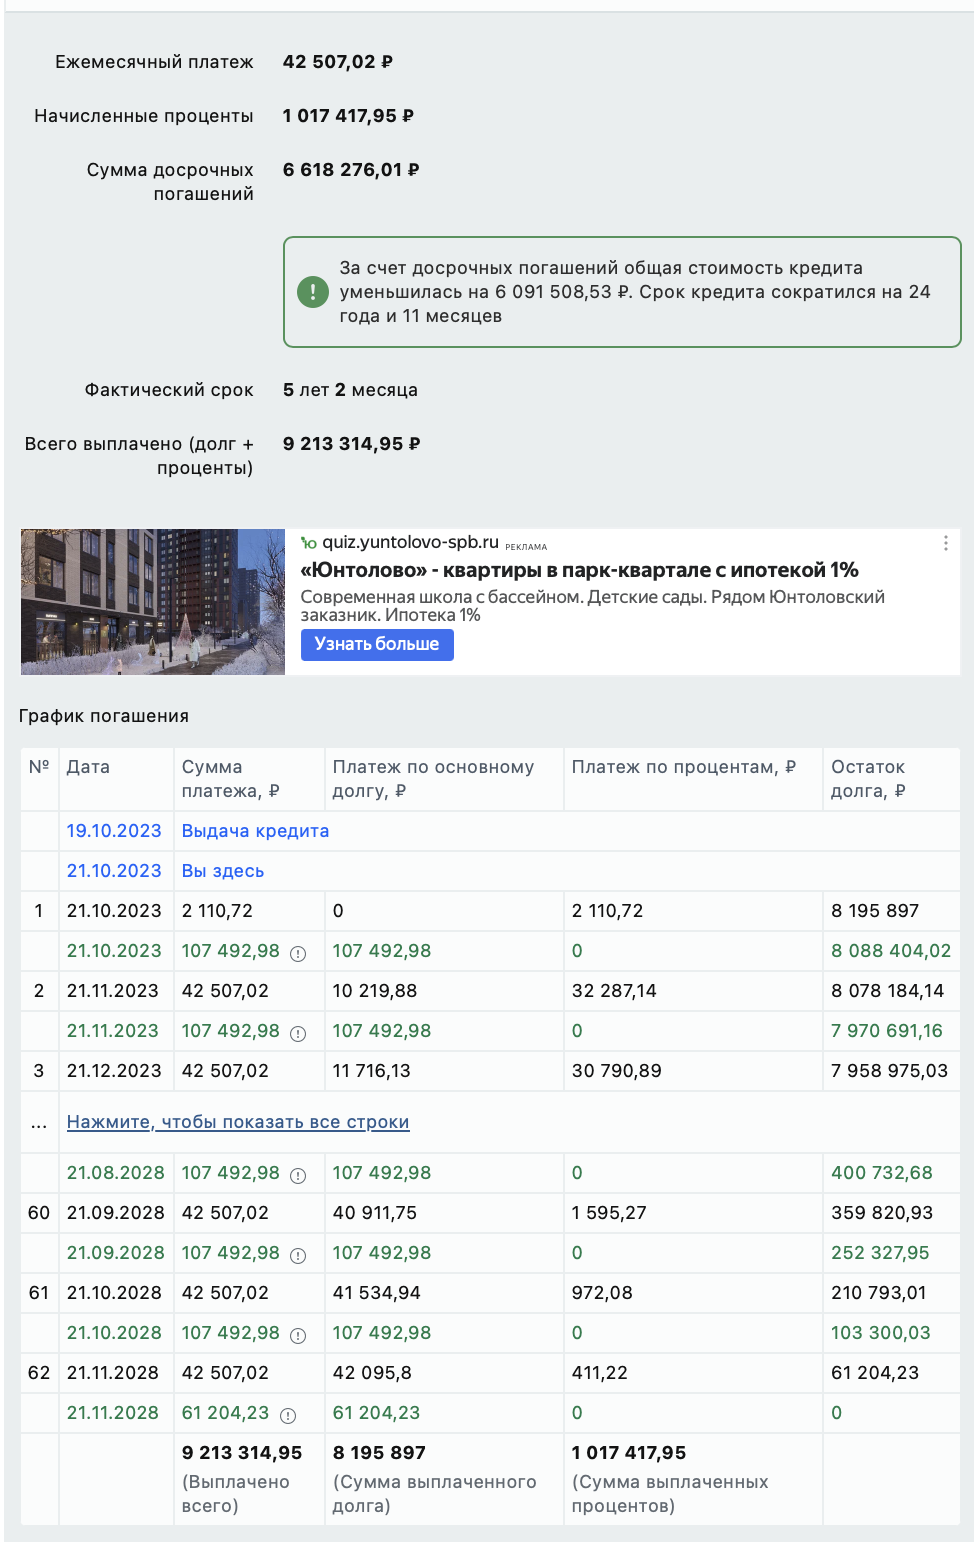 Ежемесячный платеж 42 507,02 ₽
Начисленные проценты 1 017 417,95 ₽
Сумма досрочных 6 618 276,01 ₽
погашений
За счет досрочных погашений общая стоимость кредита
уменьшилась на 6 091 508,53 ₽. Срок кредита сократился на 24
года и 11 месяцев
Фактический срок 5 лет 2 месяца
Всего выплачено (долг + 9 213 314,95 ₽
проценты)
quiz.yuntolovo-spb.ru РЕКЛАМА
«Юнтолово» - квартиры в парк-квартале с ипотекой 1%
Современная школа с бассейном. Детские сады. Рядом Юнтоловский
заказник. Ипотека 1%
Узнать больше
График погашения
№ Дата Сумма Платеж по основному Платеж по процентам, ₽ Остаток
платежа, ₽ долгу, ₽ долга, ₽
19.10.2023 Выдача кредита
21.10.2023 Вы здесь
1 21.10.2023 2 110,72 0 2 110,72 8 195 897
21.10.2023 107 492,98 107 492,98 0 8 088 404,02
2 21.11.2023 42 507,02 10 219,88 32 287,14 8 078 184,14
21.11.2023 107 492,98 107 492,98 0 7 970 691,16
3 21.12.2023 42 507,02 11 716,13 30 790,89 7 958 975,03
... Нажмите, чтобы показать все строки
21.08.2028 107 492,98 107 492,98 0 400 732,68
60 21.09.2028 42 507,02 40 911,75 1 595,27 359 820,93
21.09.2028 107 492,98 107 492,98 0 252 327,95
61 21.10.2028 42 507,02 41 534,94 972,08 210 793,01
21.10.2028 107 492,98 107 492,98 0 103 300,03
62 21.11.2028 42 507,02 42 095,8 411,22 61 204,23
21.11.2028 61 204,23 61 204,23 0 0
9 213 314,95 8 195 897 1 017 417,95
(Выплачено (Сумма выплаченного (Сумма выплаченных
всего) долга) процентов)